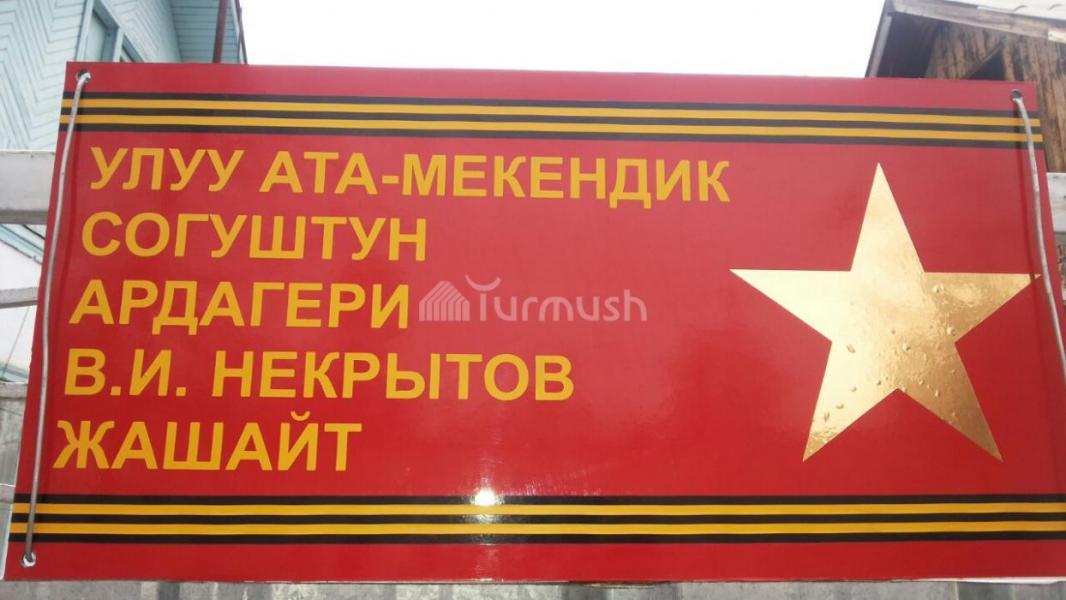 УЛУУ АТА-МЕКЕНДИК
СОГУШТУН
АРДАГЕРИ
Turmush
В.И. НЕКРЫТОВ
ЖАШАЙТ